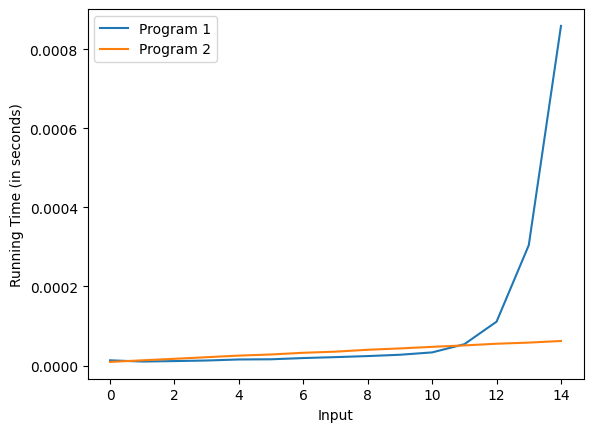 Program 1
Program 2
0.0008
0.0006
0.0004
0.0002
0.0000
Running Time (in seconds)
0 2 4 6 8 10 12 14
Input